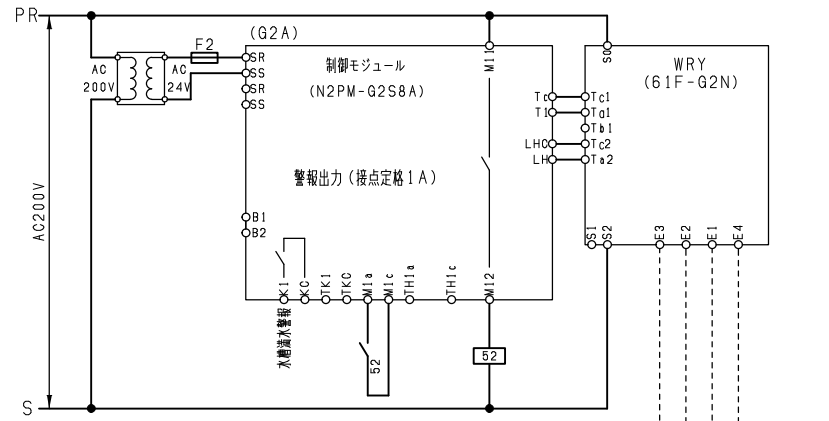 PR
AC200V
S
AC
200V
AC
24V
F2
(G2A)
SR
SS
SR
SS
制御モジュール
(N2PM-G2S8A)
警報出力(接点定格1A)
M11
B1
B2
K1
KC
TK1
TKC
M1a
M1c
TH1a
TH1c
M12
水槽満水警報
52
52
Tc
T1
LHC
LH
S0
WRY
(61F-G2N)
Tc1
Ta1
Tb1
Tc2
Ta2
S1
S2
E3
E2
E1
E4